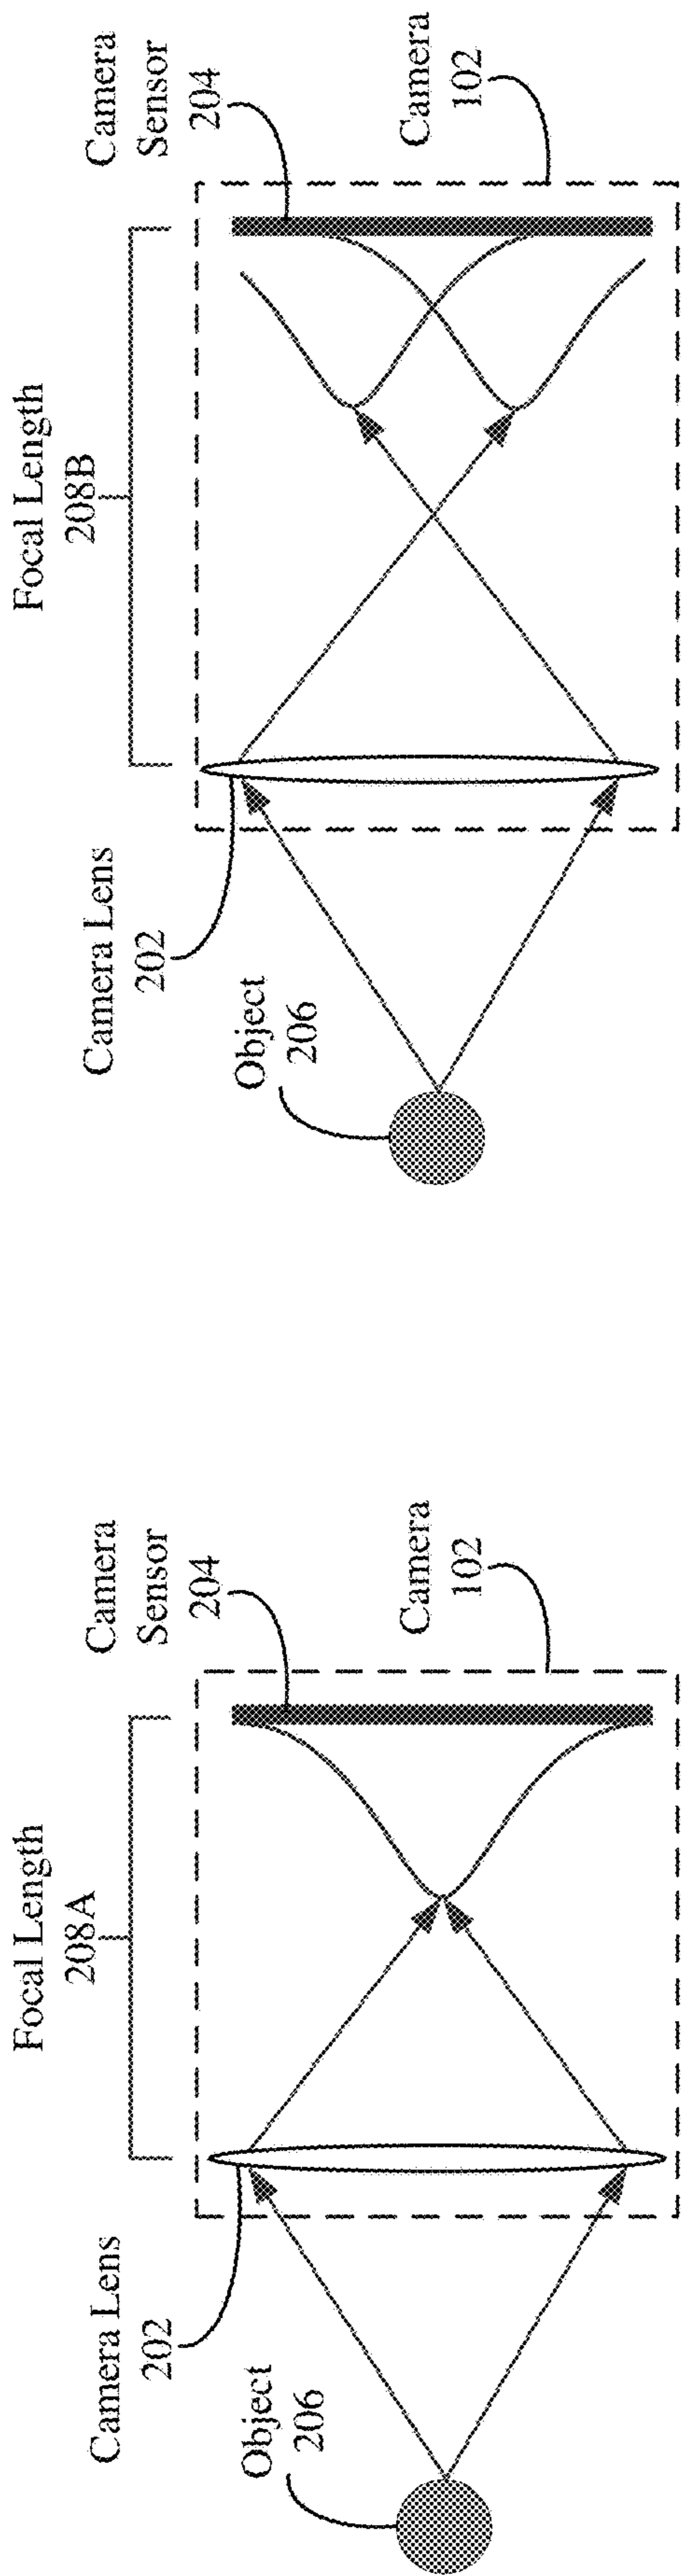 Focal Length
208A
Camera
Sensor
204
Camera
102
Camera Lens
202
Object
206
Focal Length
208B
Camera
Sensor
204
Camera
102
Camera Lens
202
Object
206